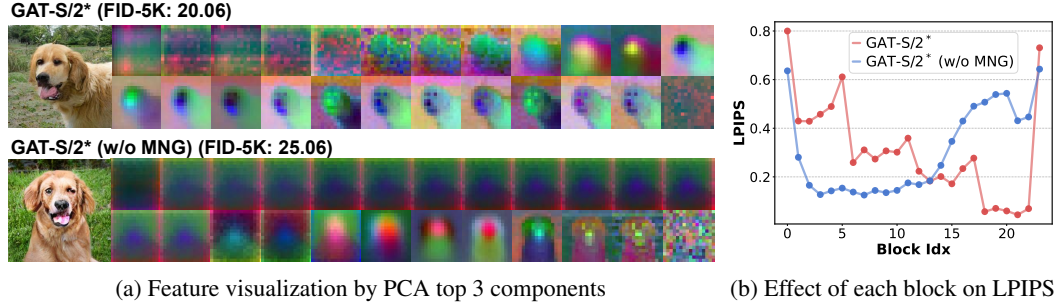 GAT-S/2* (FID-5K: 20.06)
GAT-S/2* (w/o MNG) (FID-5K: 25.06)
(a) Feature visualization by PCA top 3 components
GAT-S/2*
GAT-S/2* (w/o MNG)
LPIPS
0.8
0.6
0.4
0.2
0 5 10 15 20
Block Idx
(b) Effect of each block on LPIPS